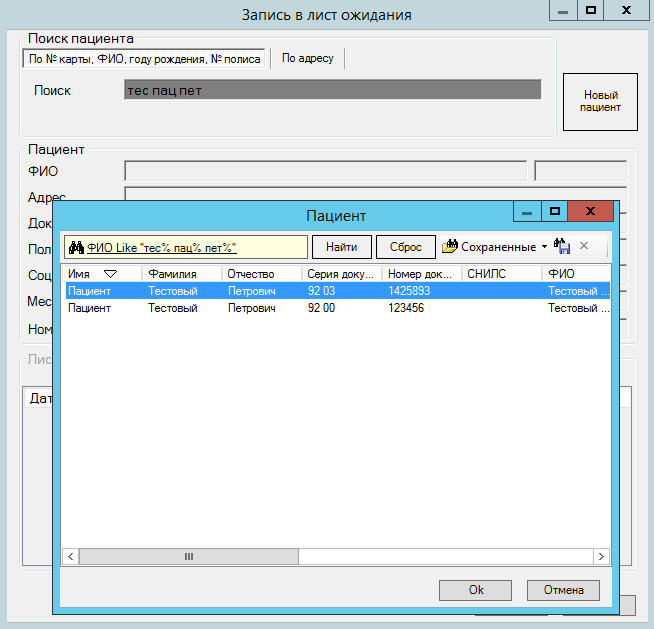 Запись в лист ожидания
Поиск пациента
По № карты, ФИО, году рождения, № полиса По адресу
Поиск тес пац пет
Новый
пациент
Пациент
ФИО
Адрес
Док
Пол
Соц
Мес
Ном
Лис
Дат
Пациент
ФИО Like "тес% пац% пет%" Найти Сброс Сохраненные
Имя Фамилия Отчество Серия доку... Номер док... СНИЛС ФИО
Пациент Тестовый Петрович 92 03 1425893 Тестовый ...
Пациент Тестовый Петрович 92 00 123456 Тестовый ...
Ok Отмена